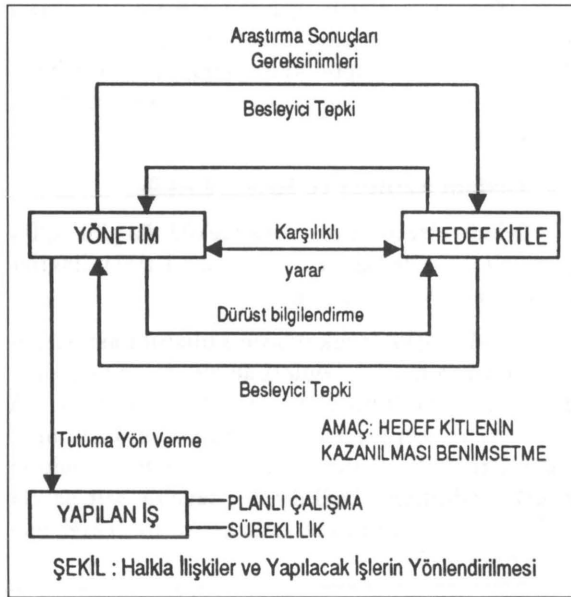 Araştırma Sonuçları
Gereksinimleri
Besleyici Tepki
YÖNETİM
Karşılıklı
yarar
HEDEF KİTLE
Dürüst bilgilendirme
Besleyici Tepki
Tutuma Yön Verme
AMAÇ: HEDEF KİTLENİN
KAZANILMASI BENİMSETME
YAPILAN İŞ
PLANLI ÇALIŞMA
SÜREKLİLİK
ŞEKİL : Halkla İlişkiler ve Yapılacak İşlerin Yönlendirilmesi